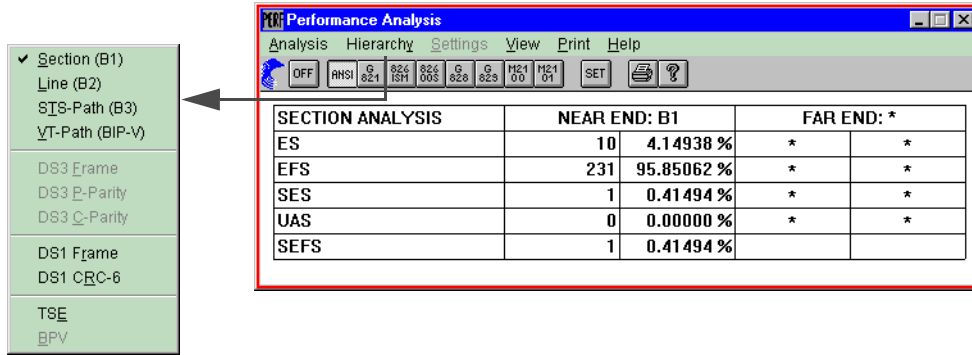 PERF Performance Analysis
Analysis Hierarchy Settings View Print Help
OFF ANSI G 821 826 ISM 826 OOS G 828 G 829 M21 00 M21 01 SET ?
SECTION ANALYSIS NEAR END: B1 FAR END: *
ES 10 4.14938 % * *
EFS 231 95.85062 % * *
SES 1 0.41494 % * *
UAS 0 0.00000 % * *
SEFS 1 0.41494 %
Section (B1)
Line (B2)
STS-Path (B3)
VT-Path (BIP-V)
DS3 Frame
DS3 P-Parity
DS3 C-Parity
DS1 Frame
DS1 CRC-6
TSE
BPV